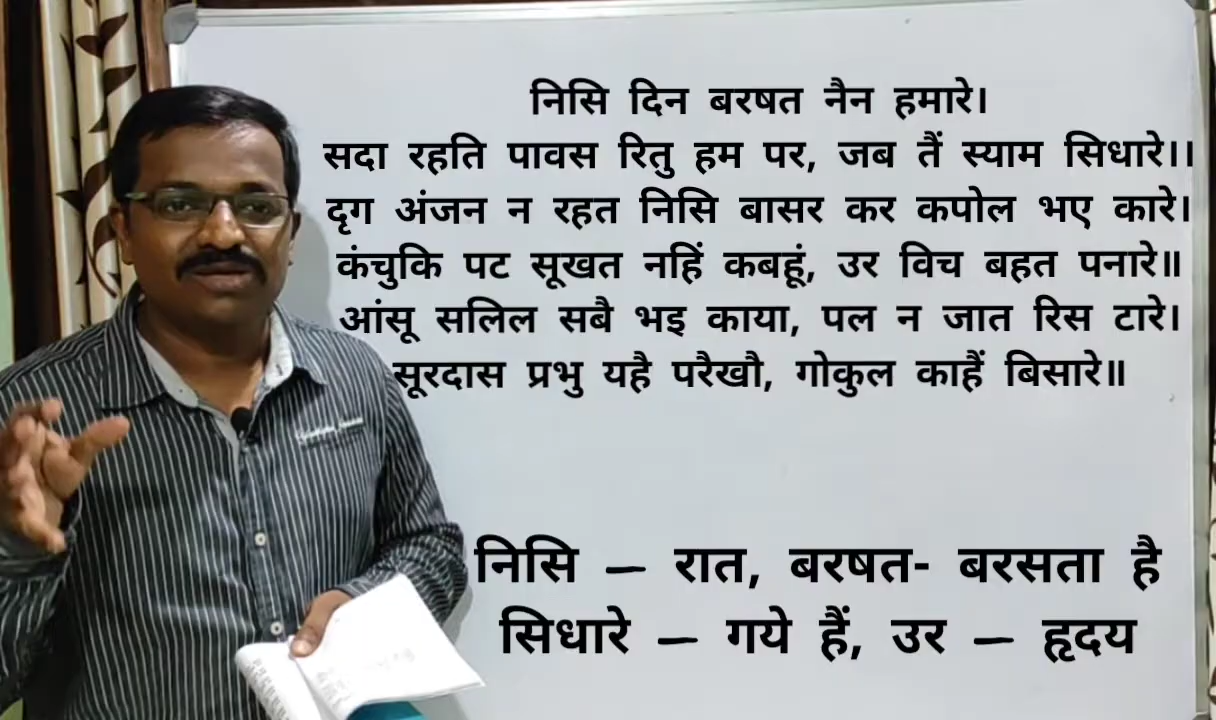 निसि दिन बरषत नैन हमारे।
सदा रहति पावस रितु हम पर, जब तैं स्याम सिधारे।।
दृग अंजन न रहत निसि बासर कर कपोल भए कारे।
कंचुकि पट सूखत नहिं कबहूं, उर विच बहत पनारे॥
आंसू सलिल सबै भइ काया, पल न जात रिस टारे।
सूरदास प्रभु यहै परैखौ, गोकुल काहैं बिसारे॥
निसि – रात, बरषत- बरसता है
सिधारे – गये हैं, उर – हृदय